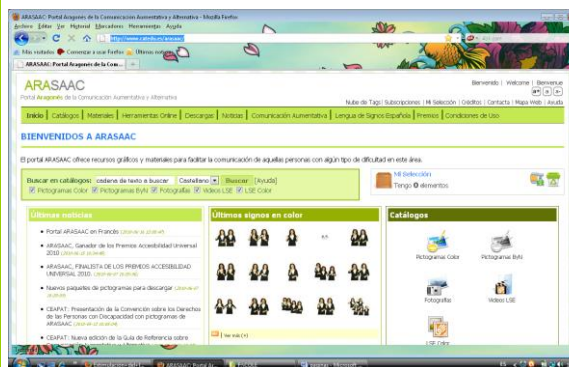 ARASAAC: Portal Aragonés de la Comunicación Aumentativa y Alternativa - Mozilla Firefox
Archivo Editar Ver Historial Marcadores Herramientas Ayuda
Más visitados Comenzar a usar Firefox Últimas noticias
ARASAAC: Portal Aragonés de la Com...
ARASAAC
Portal Aragonés de la Comunicación Aumentativa y Alternativa
Bienvenido | Welcome | Bienvenue
Nube de Tags | Subscripciones | Mi Selección | Créditos | Contacta | Mapa Web | Ayuda
Inicio | Catálogos | Materiales | Herramientas Online | Descargas | Noticias | Comunicación Aumentativa | Lengua de Signos Española | Premios | Condiciones de Uso
BIENVENIDOS A ARASAAC
El portal ARASAAC ofrece recursos gráficos y materiales para facilitar la comunicación de aquellas personas con algún tipo de dificultad en este área.
Buscar en catálogos: cadena de texto a buscar Castellano Buscar [Ayuda]
Pictogramas Color Pictogramas ByN Fotografías Videos LSE LSE Color
Mi Selección
Tengo 0 elementos
Últimas noticias
Portal ARASAAC en Francés
ARASAAC, Ganador de los Premios Accesibilidad Universal 2010
ARASAAC, FINALISTA DE LOS PREMIOS ACCESIBILIDAD
UNIVERSAL 2010.
Nuevos paquetes de pictogramas para descargar
CEAPAT: Presentación de la Convención sobre los Derechos
de las Personas con Discapacidad con pictogramas de
ARASAAC
CEAPAT: Nueva edición de la Guía de Referencia sobre
Últimos signos en color
Ver más (+)
Catálogos
Pictogramas Color
Pictogramas ByN
Fotografías
Videos LSE
LSE Color